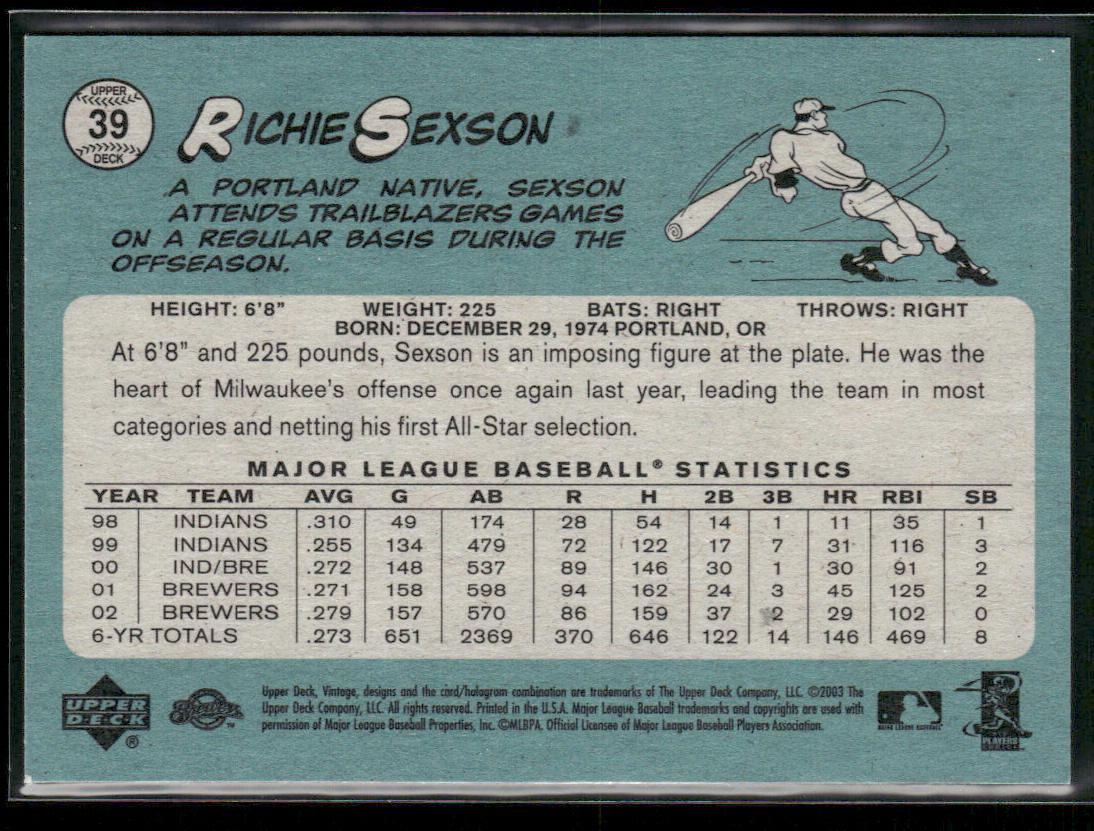 UPPER
39
DECK
RICHIE SEXSON
A PORTLAND NATIVE, SEXSON
ATTENDS TRAILBLAZERS GAMES
ON A REGULAR BASIS DURING THE
OFFSEASON.
HEIGHT: 6'8" WEIGHT: 225 BATS: RIGHT THROWS: RIGHT
BORN: DECEMBER 29, 1974 PORTLAND, OR
At 6'8" and 225 pounds, Sexson is an imposing figure at the plate. He was the
heart of Milwaukee's offense once again last year, leading the team in most
categories and netting his first All-Star selection.
MAJOR LEAGUE BASEBALL® STATISTICS
YEAR TEAM AVG G AB R H 2B 3B HR RBI SB
98 INDIANS .310 49 174 28 54 14 1 11 35 1
99 INDIANS .255 134 479 72 122 17 7 31 116 3
00 IND/BRE .272 148 537 89 146 30 1 30 91 2
01 BREWERS .271 158 598 94 162 24 3 45 125 2
02 BREWERS .279 157 570 86 159 37 2 29 102 0
6-YR TOTALS .273 651 2369 370 646 122 14 146 469 8
UPPER
DECK
®
Brewers
TM
Upper Deck, Vintage, designs and the card/hologram combination are trademarks of The Upper Deck Company, LLC. ©2003 The
Upper Deck Company, LLC. All rights reserved. Printed in the U.S.A. Major League Baseball trademarks and copyrights are used with
permission of Major League Baseball Properties, Inc. ©MLBPA. Official Licensee of Major League Baseball Players Association.
MAJOR LEAGUE BASEBALL
PLAYERS
CHOICE